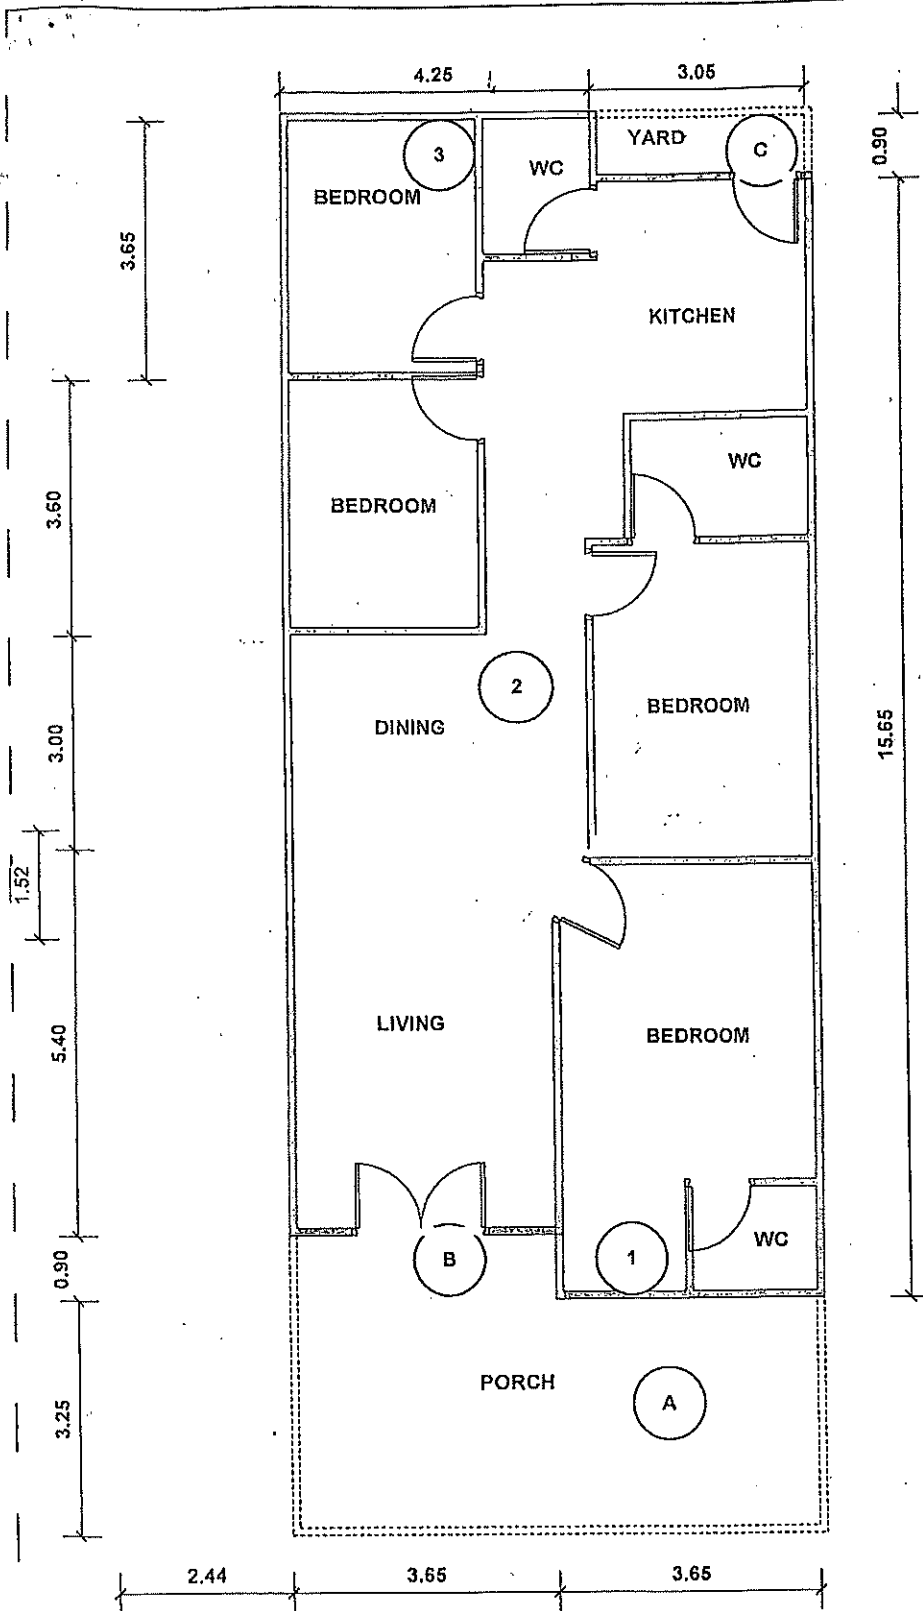 4.25
3.05
YARD
C
0.90
3
WC
BEDROOM
3.65
KITCHEN
WC
BEDROOM
3.60
2
BEDROOM
DINING
3.00
15.65
1.52
LIVING
BEDROOM
5.40
WC
B
1
0.90
PORCH
A
3.25
2.44
3.65
3.65